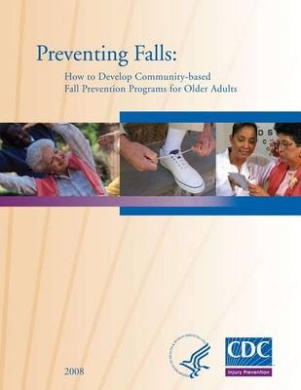 Preventing Falls:
How to Develop Community-based
Fall Prevention Programs for Older Adults
2008
CDC
Injury Prevention